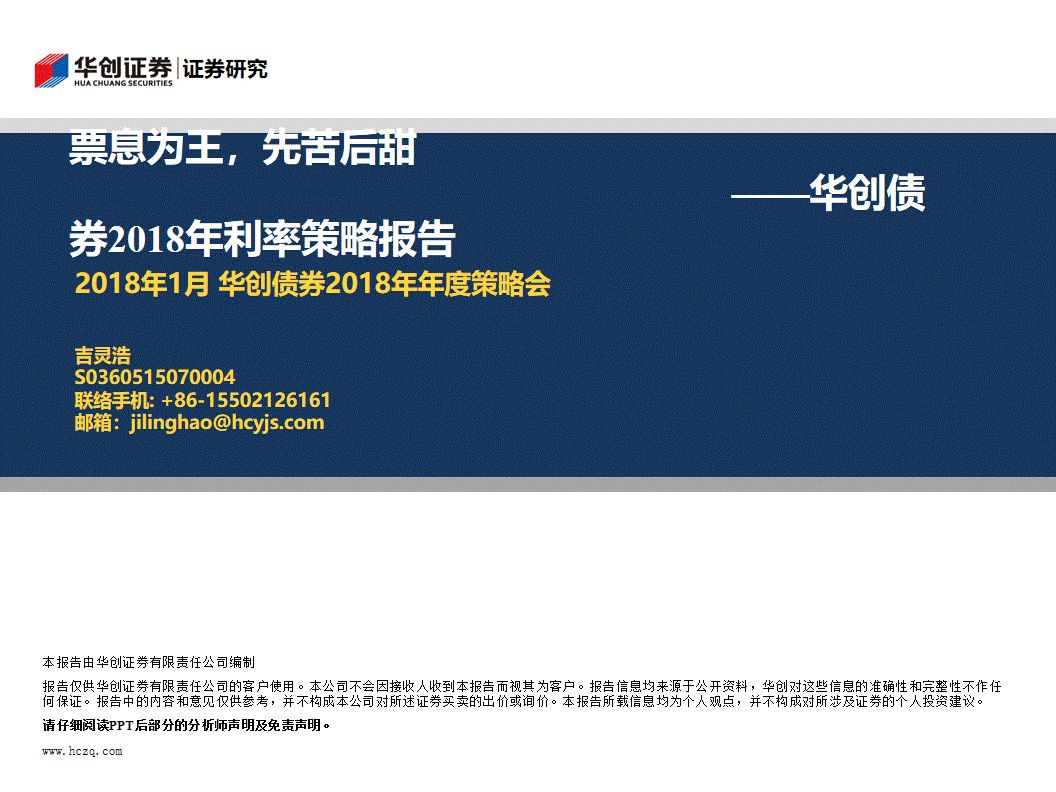 华创证券 证券研究
HUA CHUANG SECURITIES
票息为王，先苦后甜
——华创债
券2018年利率策略报告
2018年1月 华创债券2018年年度策略会
吉灵浩
S0360515070004
联络手机: +86-15502126161
邮箱：jilinghao@hcyjs.com
本报告由华创证券有限责任公司编制
报告仅供华创证券有限责任公司的客户使用。本公司不会因接收人收到本报告而视其为客户。报告信息均来源于公开资料，华创对这些信息的准确性和完整性不作任
何保证。报告中的内容和意见仅供参考，并不构成本公司对所述证券买卖的出价或询价。本报告所载信息均为个人观点，并不构成对所涉及证券的个人投资建议。
请仔细阅读PPT后部分的分析师声明及免责声明。
www.hczq.com